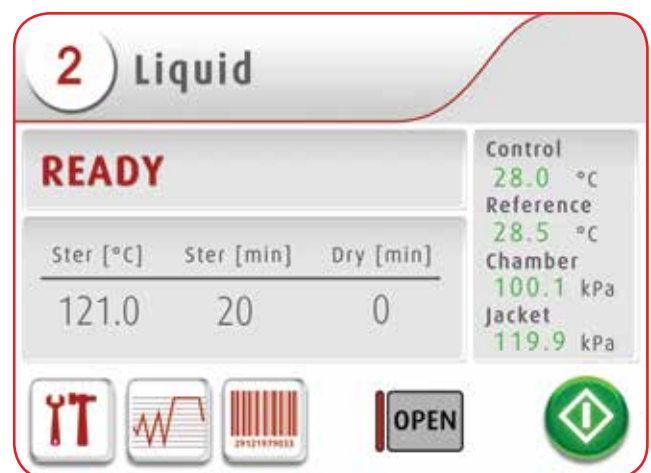 2 Liquid
READY
Ster [°C] Ster [min] Dry [min]
121.0 20 0
Control
28.0 °C
Reference
28.5 °C
Chamber
100.1 kPa
Jacket
119.9 kPa
29121979033
OPEN